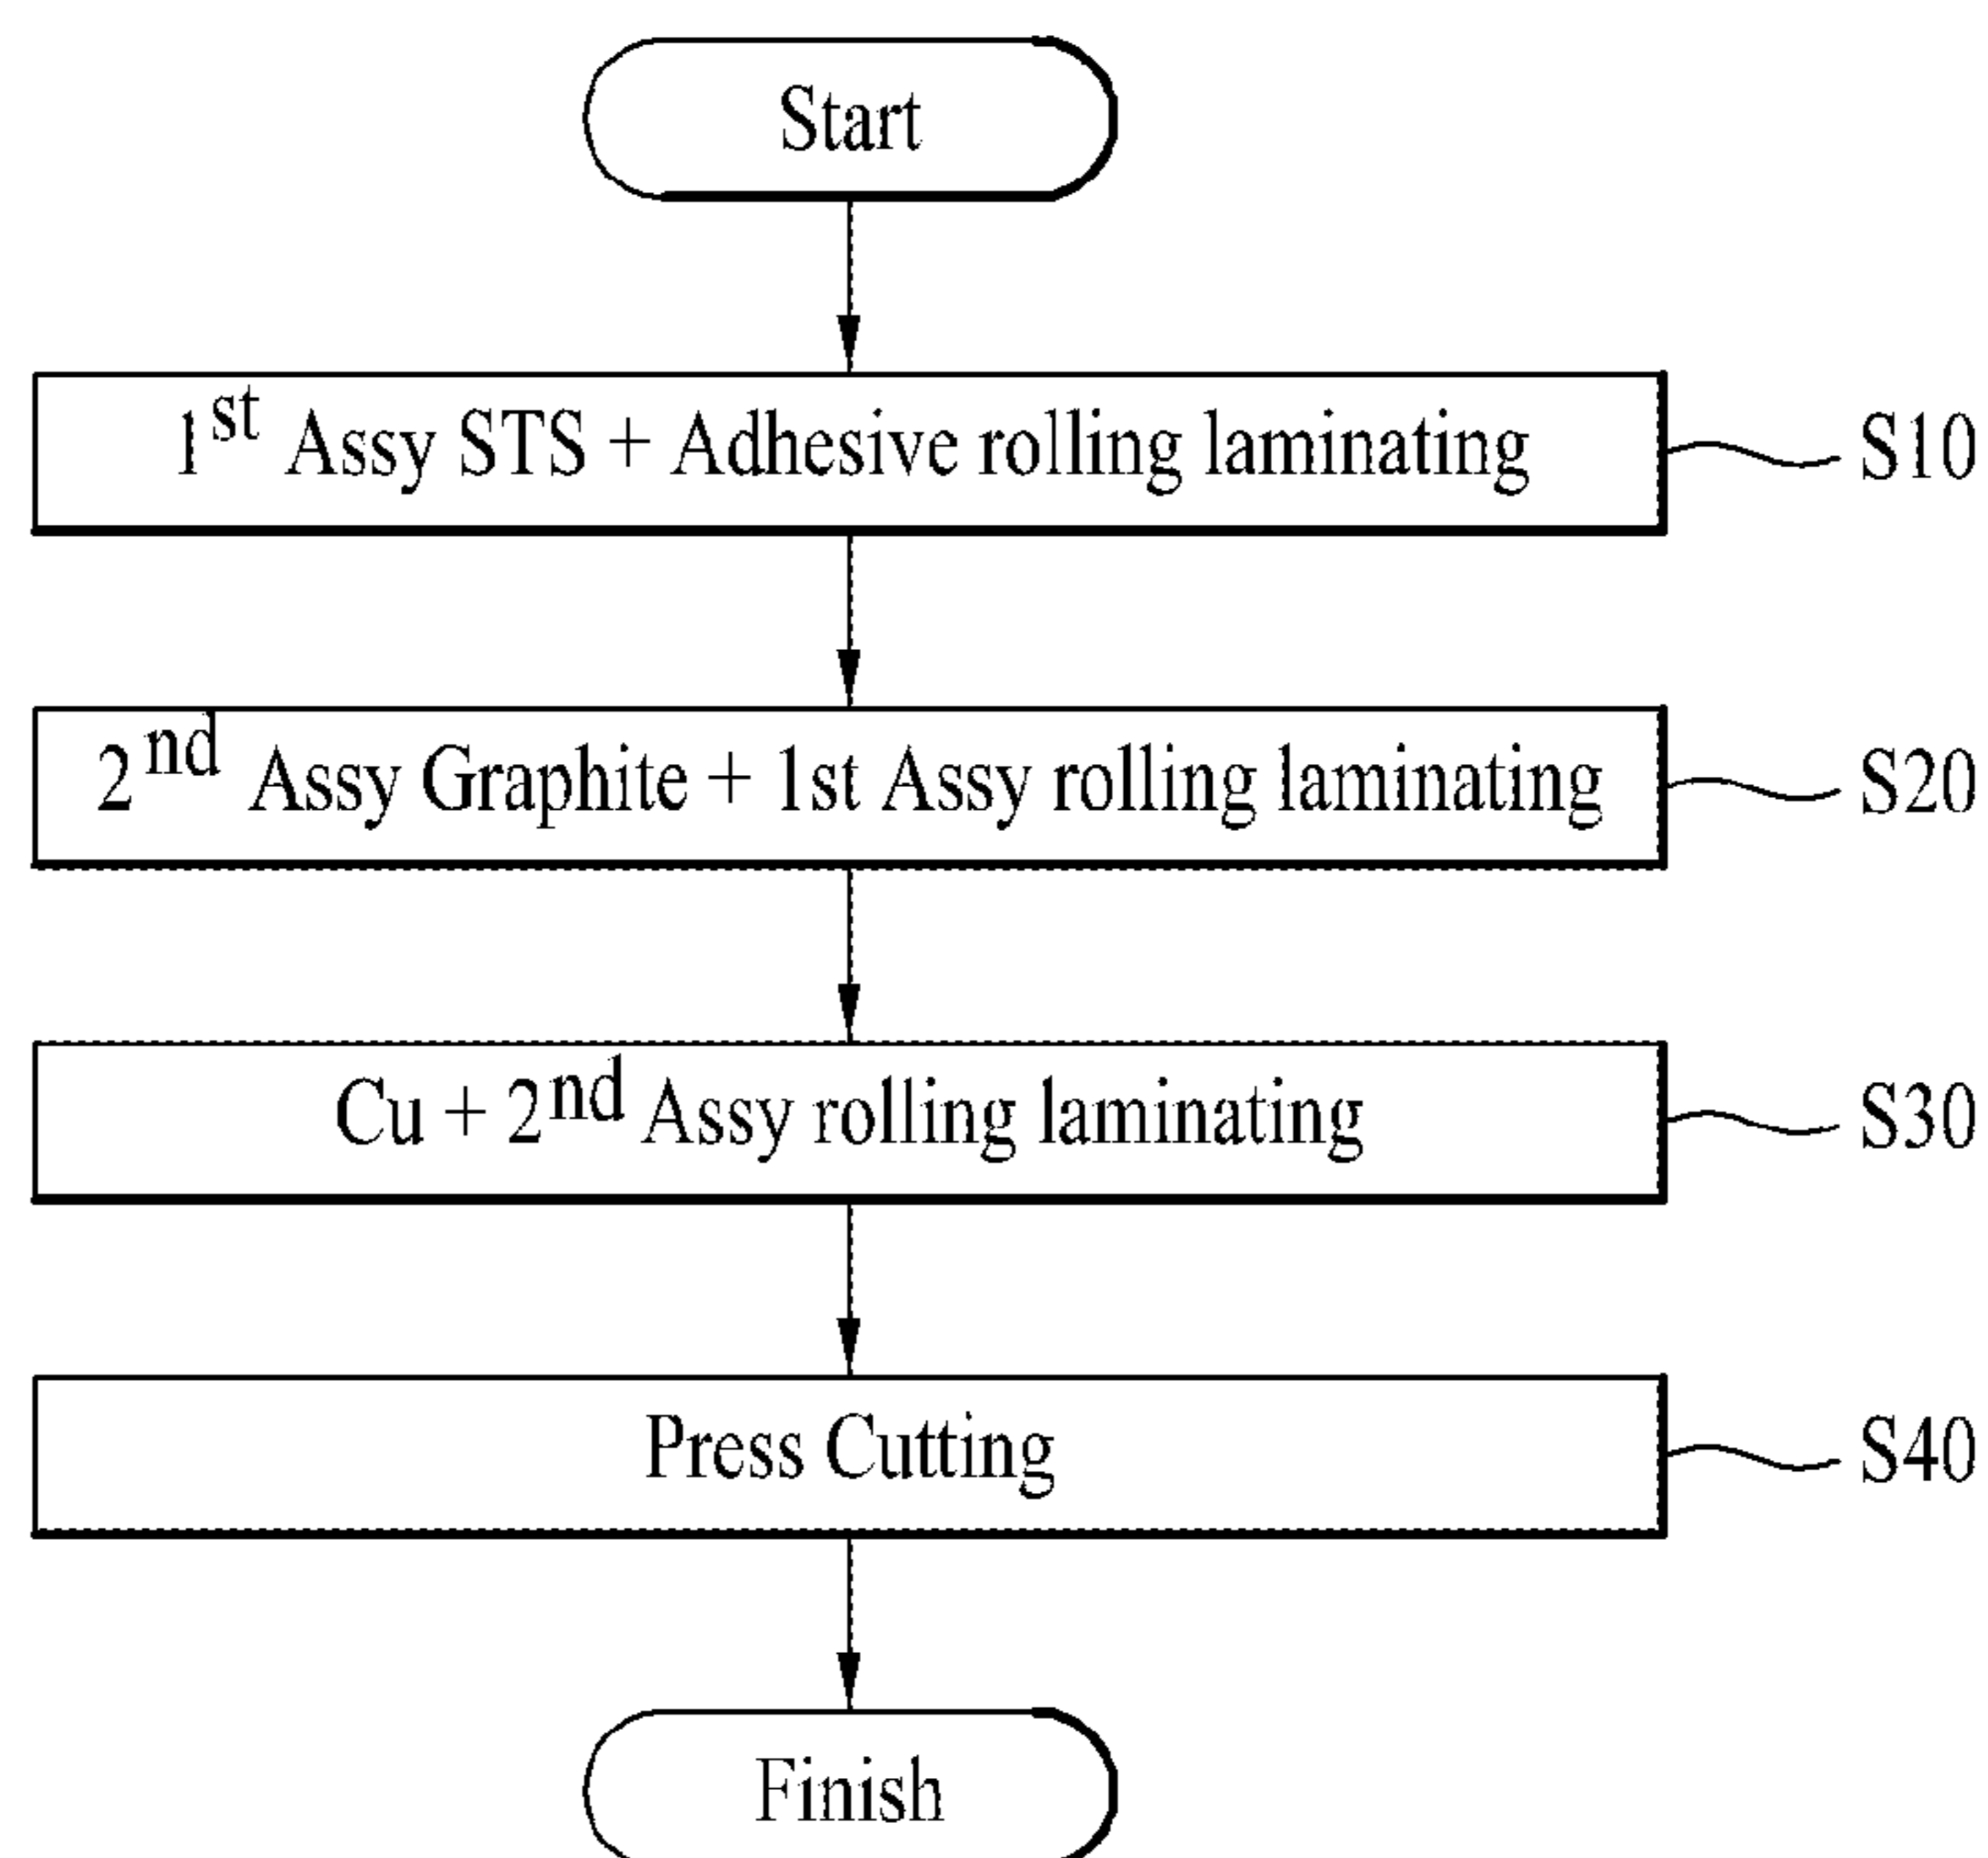 Start
1st Assy STS + Adhesive rolling laminating S10
2nd Assy Graphite + 1st Assy rolling laminating S20
Cu + 2nd Assy rolling laminating S30
Press Cutting S40
Finish